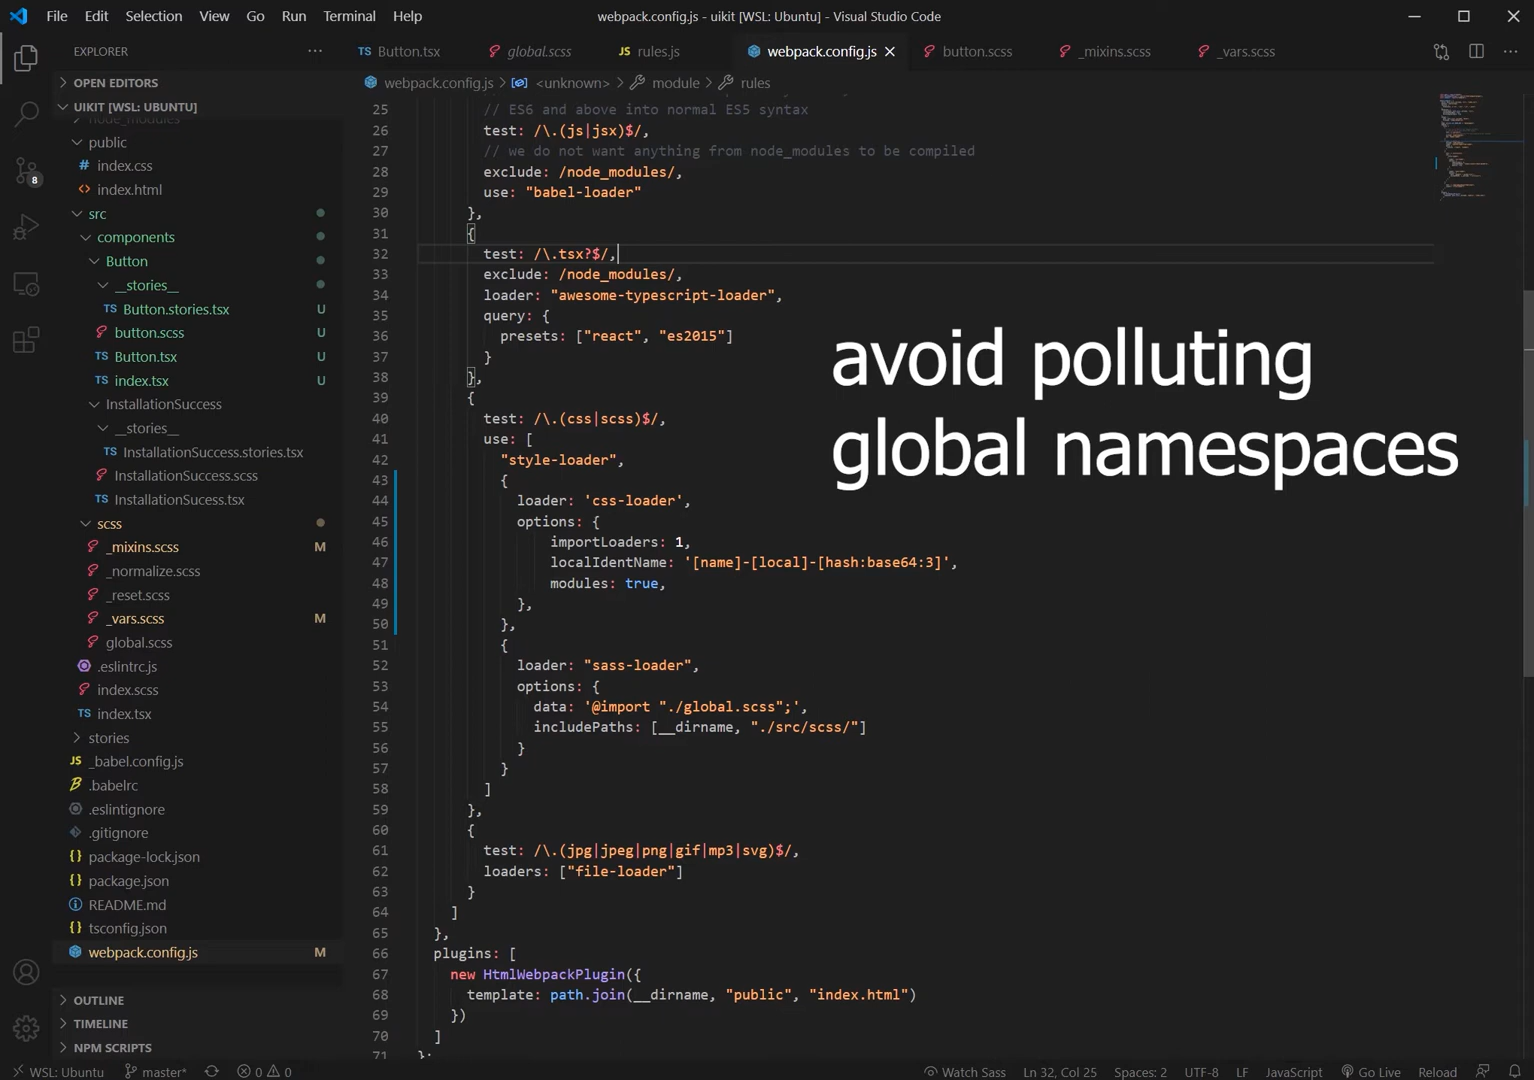 File Edit Selection View Go Run Terminal Help
webpack.config.js - uikit [WSL: Ubuntu] - Visual Studio Code
EXPLORER
Button.tsx
global.scss
rules.js
webpack.config.js
button.scss
_mixins.scss
_vars.scss
OPEN EDITORS
UIKIT [WSL: UBUNTU]
node_modules
public
index.css
index.html
src
components
Button
__stories__
TS Button.stories.tsx U
button.scss U
TS Button.tsx U
TS index.tsx U
InstallationSuccess
__stories__
TS InstallationSuccess.stories.tsx
InstallationSuccess.scss
TS InstallationSucess.tsx
scss
_mixins.scss M
_normalize.scss
_reset.scss
_vars.scss M
global.scss
.eslintrc.js
index.scss
TS index.tsx
stories
JS _babel.config.js
.babelrc
.eslintignore
.gitignore
package-lock.json
package.json
README.md
tsconfig.json
webpack.config.js M
OUTLINE
TIMELINE
NPM SCRIPTS
webpack.config.js > <unknown> > module > rules
25 // ES6 and above into normal ES5 syntax
26 test: /\.(js|jsx)$/,
27 // we do not want anything from node_modules to be compiled
28 exclude: /node_modules/,
29 use: "babel-loader"
30 },
31 {
32 test: /\.tsx?$/,
33 exclude: /node_modules/,
34 loader: "awesome-typescript-loader",
35 query: {
36 presets: ["react", "es2015"]
37 }
38 },
39 {
40 test: /\.(css|scss)$/,
41 use: [
42 "style-loader",
43 {
44 loader: 'css-loader',
45 options: {
46 importLoaders: 1,
47 localIdentName: '[name]-[local]-[hash:base64:3]',
48 modules: true,
49 },
50 },
51 {
52 loader: "sass-loader",
53 options: {
54 data: '@import "./global.scss";',
55 includePaths: [__dirname, "./src/scss/"]
56 }
57 }
58 ]
59 },
60 {
61 test: /\.(jpg|jpeg|png|gif|mp3|svg)$/,
62 loaders: ["file-loader"]
63 }
64 ]
65 },
66 plugins: [
67 new HtmlWebpackPlugin({
68 template: path.join(__dirname, "public", "index.html")
69 })
70 ]
71 };
avoid polluting
global namespaces
8
WSL: Ubuntu master* 0 0 Watch Sass Ln 32, Col 25 Spaces: 2 UTF-8 LF JavaScript Go Live Reload